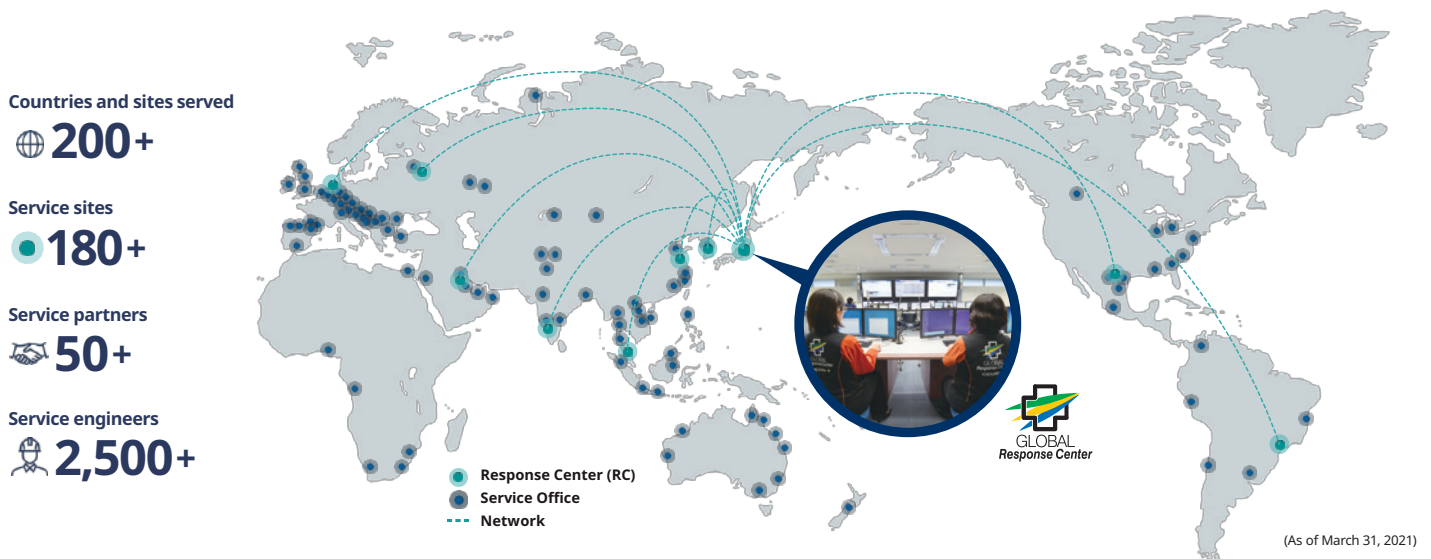 Countries and sites served
200+
Service sites
180+
Service partners
50+
Service engineers
2,500+
Response Center (RC)
Service Office
Network
GLOBAL
Response Center
(As of March 31, 2021)